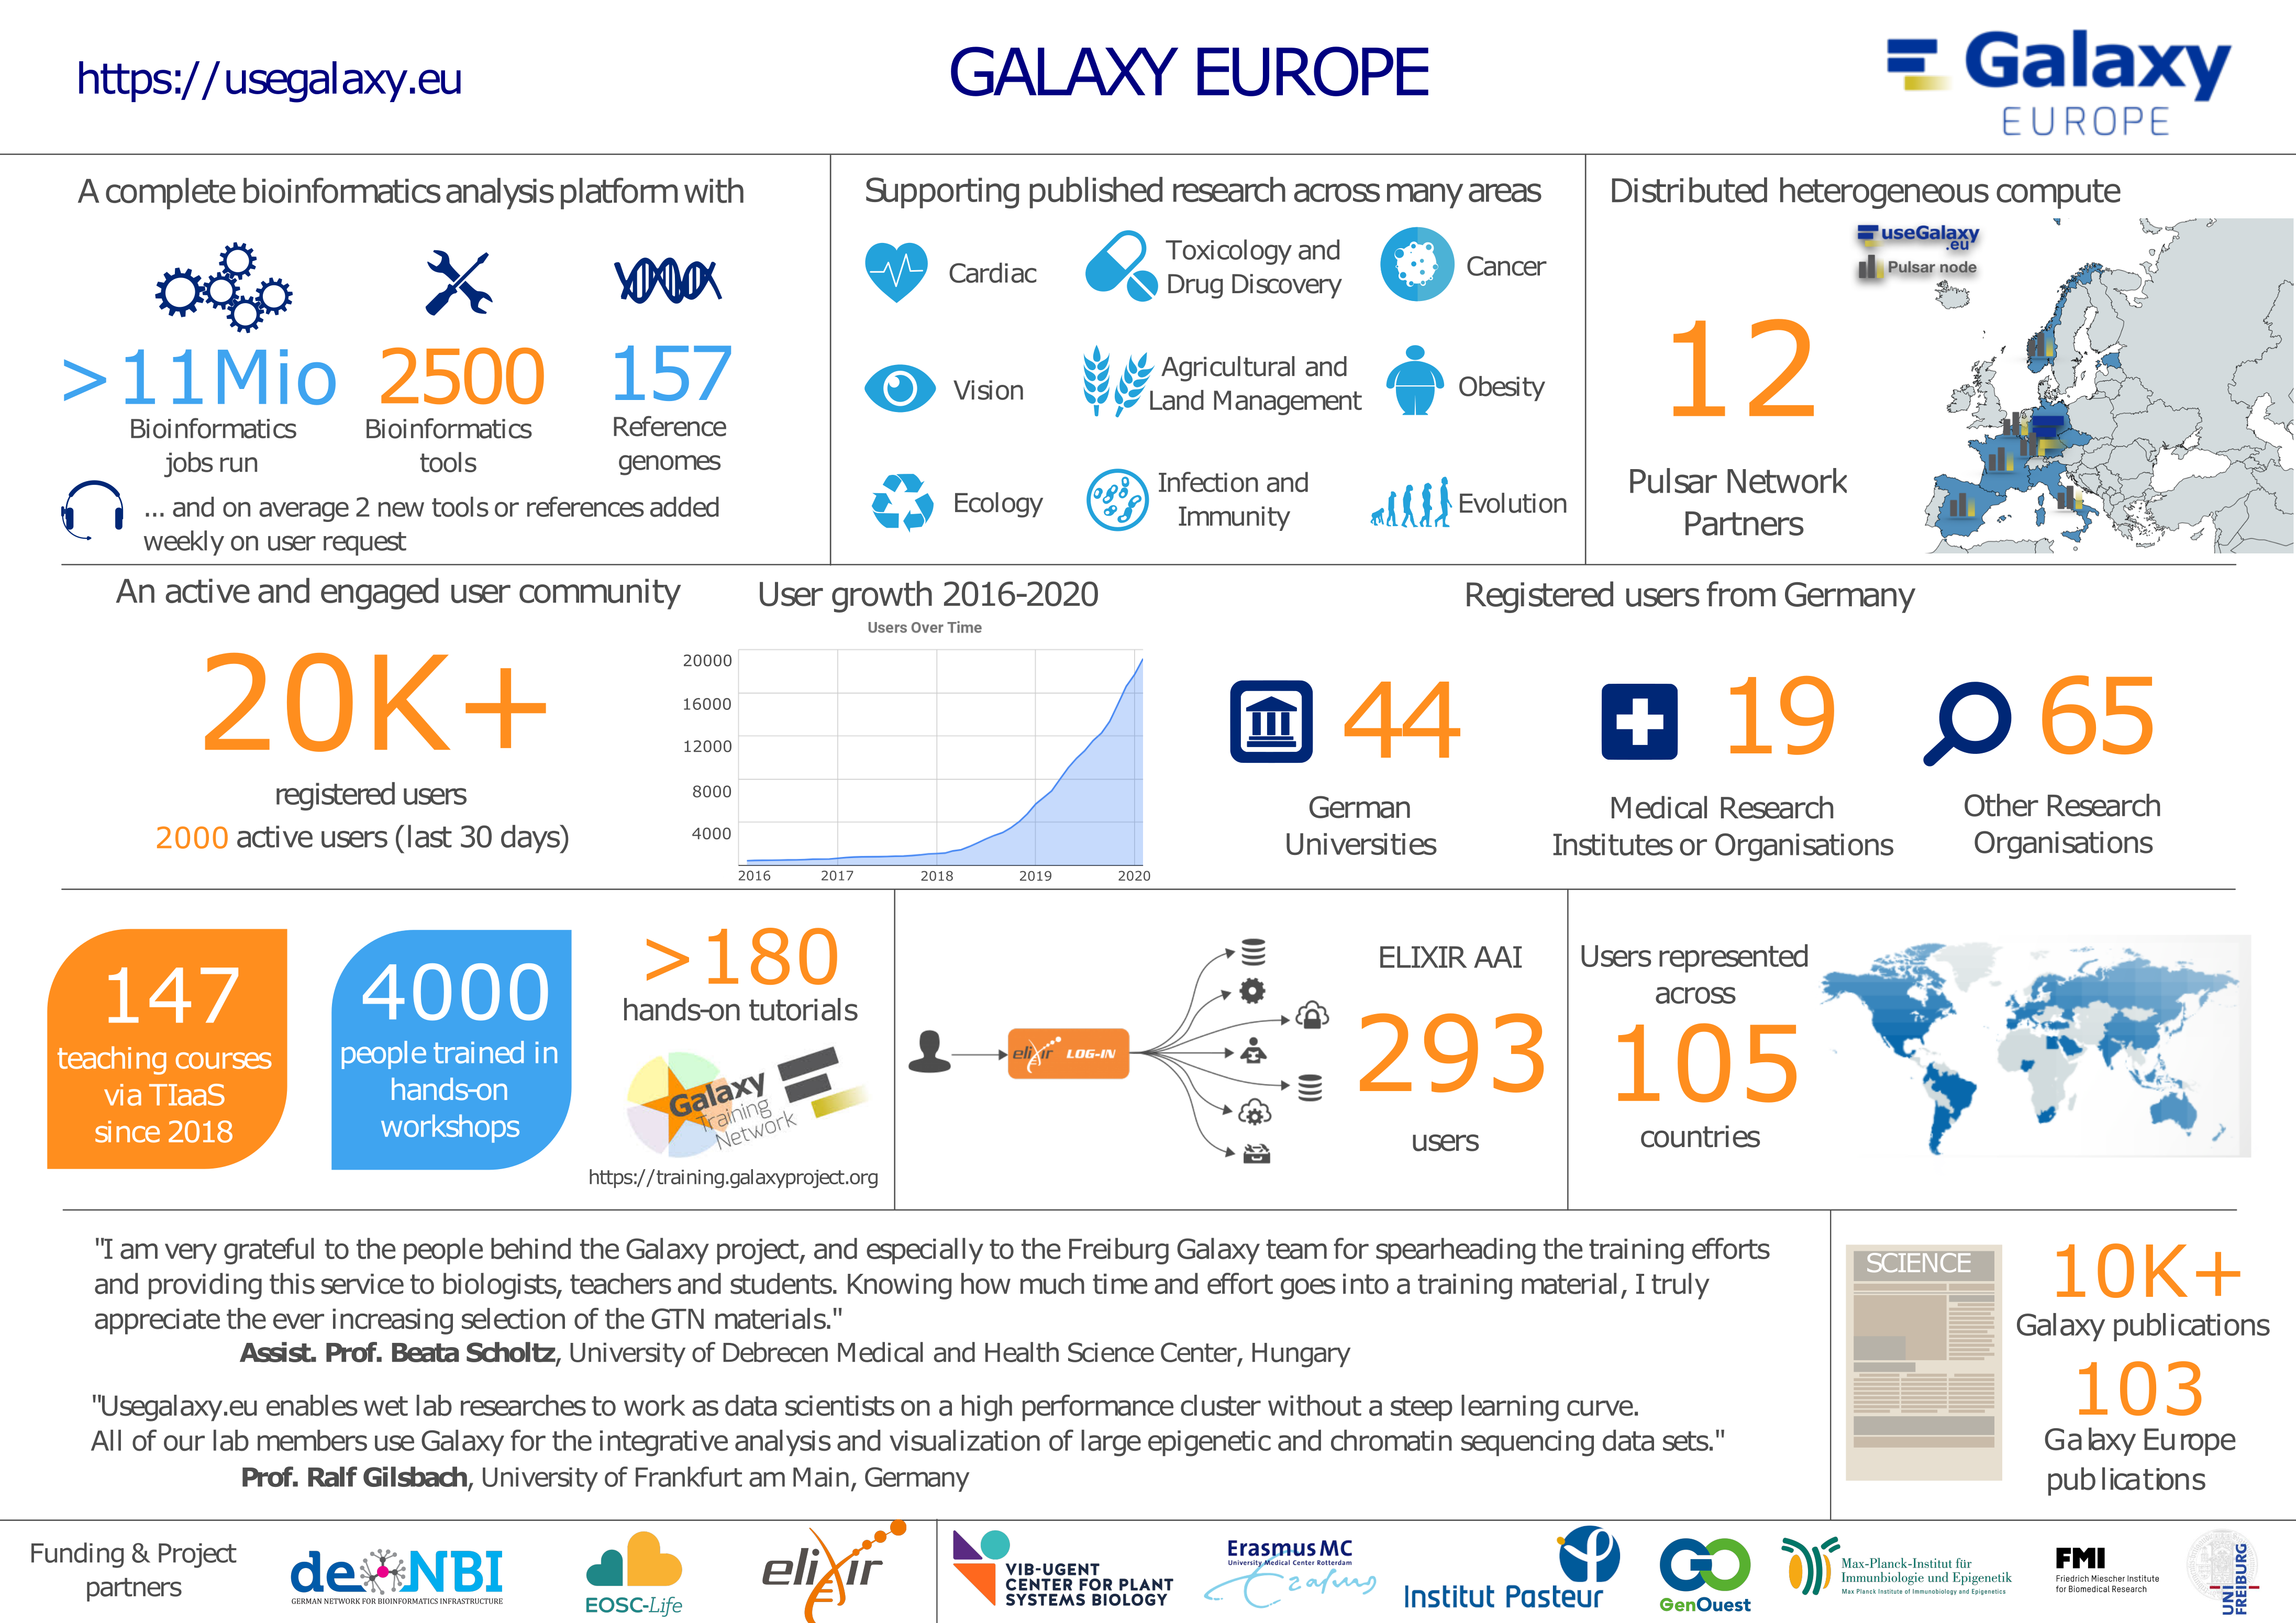 https://usegalaxy.eu
GALAXY EUROPE
Galaxy
EUROPE
A complete bioinformatics analysis platform with
>11Mio
Bioinformatics
jobs run
2500
Bioinformatics
tools
157
Reference
genomes
... and on average 2 new tools or references added
weekly on user request
Supporting published research across many areas
Cardiac
Toxicology and
Drug Discovery
Cancer
Vision
Agricultural and
Land Management
Obesity
Ecology
Infection and
Immunity
Evolution
Distributed heterogeneous compute
useGalaxy
.eu
Pulsar node
12
Pulsar Network
Partners
An active and engaged user community
20K+
registered users
2000 active users (last 30 days)
User growth 2016-2020
Users Over Time
20000
16000
12000
8000
4000
2016 2017 2018 2019 2020
Registered users from Germany
44
German
Universities
19
Medical Research
Institutes or Organisations
65
Other Research
Organisations
147
teaching courses
via TIaaS
since 2018
4000
people trained in
hands-on
workshops
>180
hands-on tutorials
Galaxy
Training
Network
https://training.galaxyproject.org
elixir LOG-IN
ELIXIR AAI
293
users
Users represented
across
105
countries
"I am very grateful to the people behind the Galaxy project, and especially to the Freiburg Galaxy team for spearheading the training efforts
and providing this service to biologists, teachers and students. Knowing how much time and effort goes into a training material, I truly
appreciate the ever increasing selection of the GTN materials."
Assist. Prof. Beata Scholtz, University of Debrecen Medical and Health Science Center, Hungary
"Usegalaxy.eu enables wet lab researches to work as data scientists on a high performance cluster without a steep learning curve.
All of our lab members use Galaxy for the integrative analysis and visualization of large epigenetic and chromatin sequencing data sets."
Prof. Ralf Gilsbach, University of Frankfurt am Main, Germany
SCIENCE
10K+
Galaxy publications
103
Galaxy Europe
publications
Funding & Project
partners
de.NBI
GERMAN NETWORK FOR BIOINFORMATICS INFRASTRUCTURE
EOSC-Life
elixir
VIB-UGENT
CENTER FOR PLANT
SYSTEMS BIOLOGY
Erasmus MC
University Medical Center Rotterdam
Erasmus
Institut Pasteur
GO
GenOuest
Max-Planck-Institut für
Immunbiologie und Epigenetik
Max Planck Institute of Immunobiology and Epigenetics
FMI
Friedrich Miescher Institute
for Biomedical Research
UNI
FREIBURG